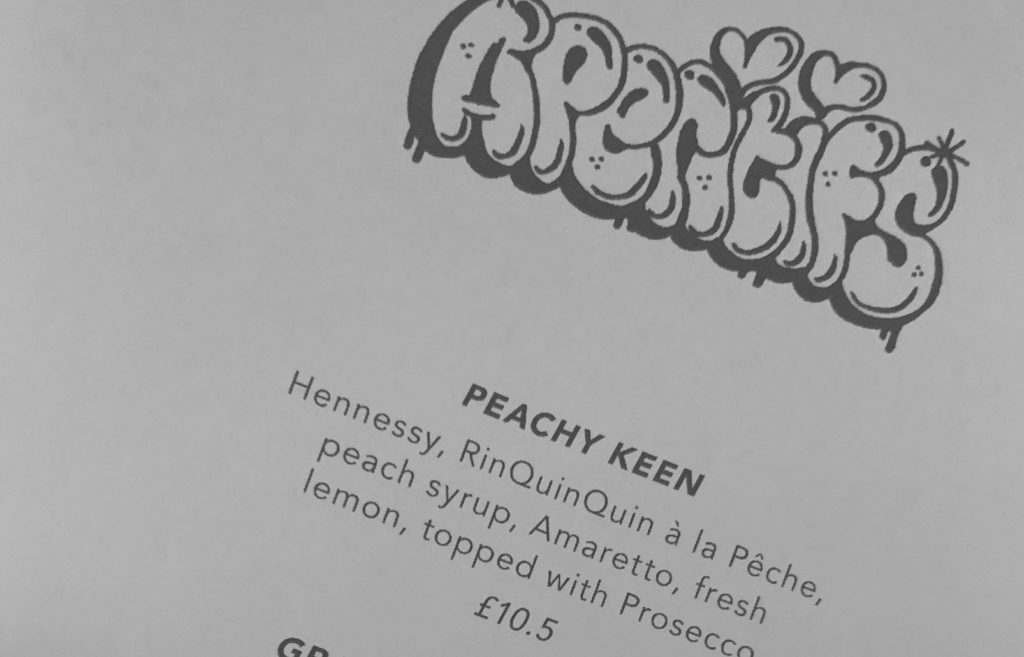 Aperitifs
PEACHY KEEN
Hennessy, RinQuinQuin à la Pêche,
peach syrup, Amaretto, fresh
lemon, topped with Prosecco
£10.5